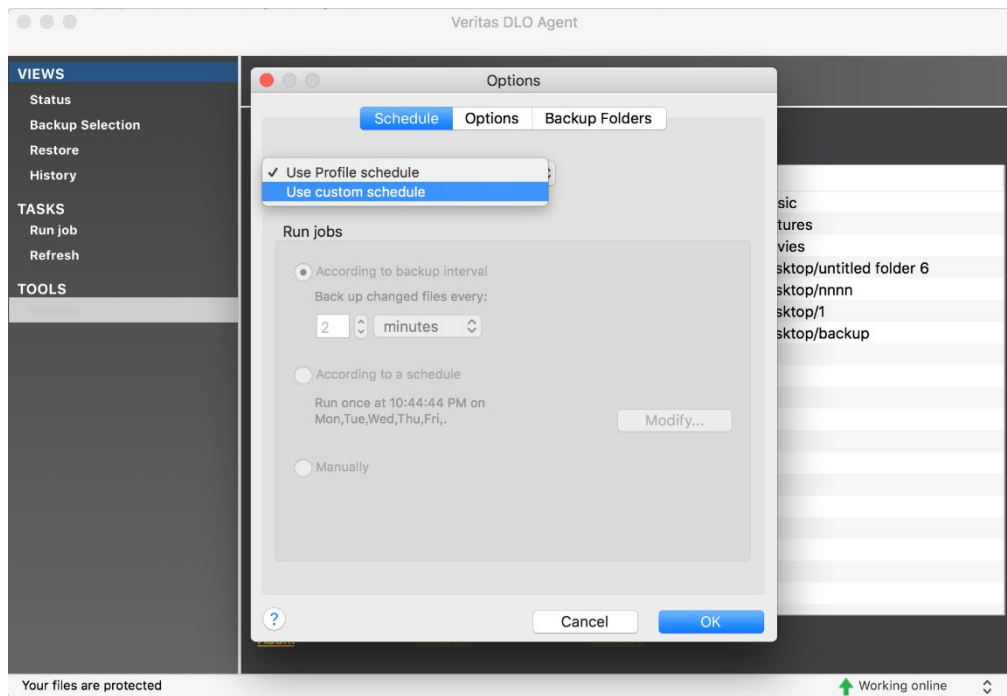 Veritas DLO Agent
VIEWS
Status
Backup Selection
Restore
History
TASKS
Run job
Refresh
TOOLS
Options
Schedule Options Backup Folders
✓ Use Profile schedule
Use custom schedule
Run jobs
According to backup interval
Back up changed files every:
2 minutes
According to a schedule
Run once at 10:44:44 PM on
Mon,Tue,Wed,Thu,Fri,.
Modify...
Manually
? Cancel OK
sic
tures
vies
sktop/untitled folder 6
sktop/nnnn
sktop/1
sktop/backup
Your files are protected
Working online